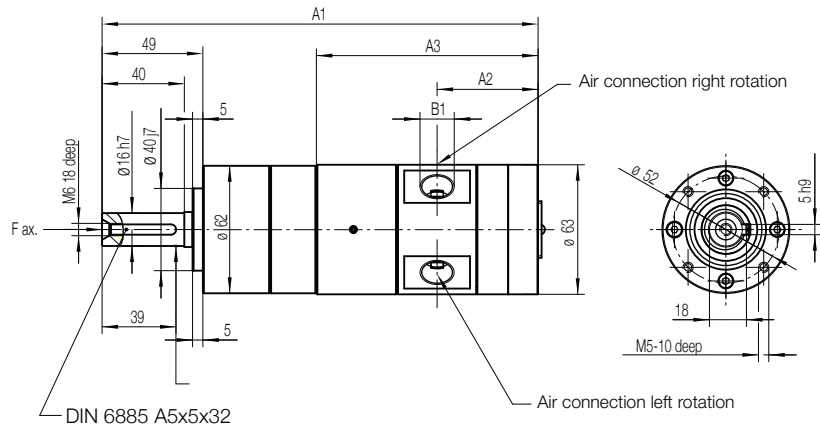 A1
49
A3
40
A2
Air connection right rotation
5
B1
M6 18 deep
Ø16 h7
Ø 40 j7
ø 52
5 h9
F ax.
ø 62
ø 63
39
5
18
M5-10 deep
Air connection left rotation
DIN 6885 A5x5x32